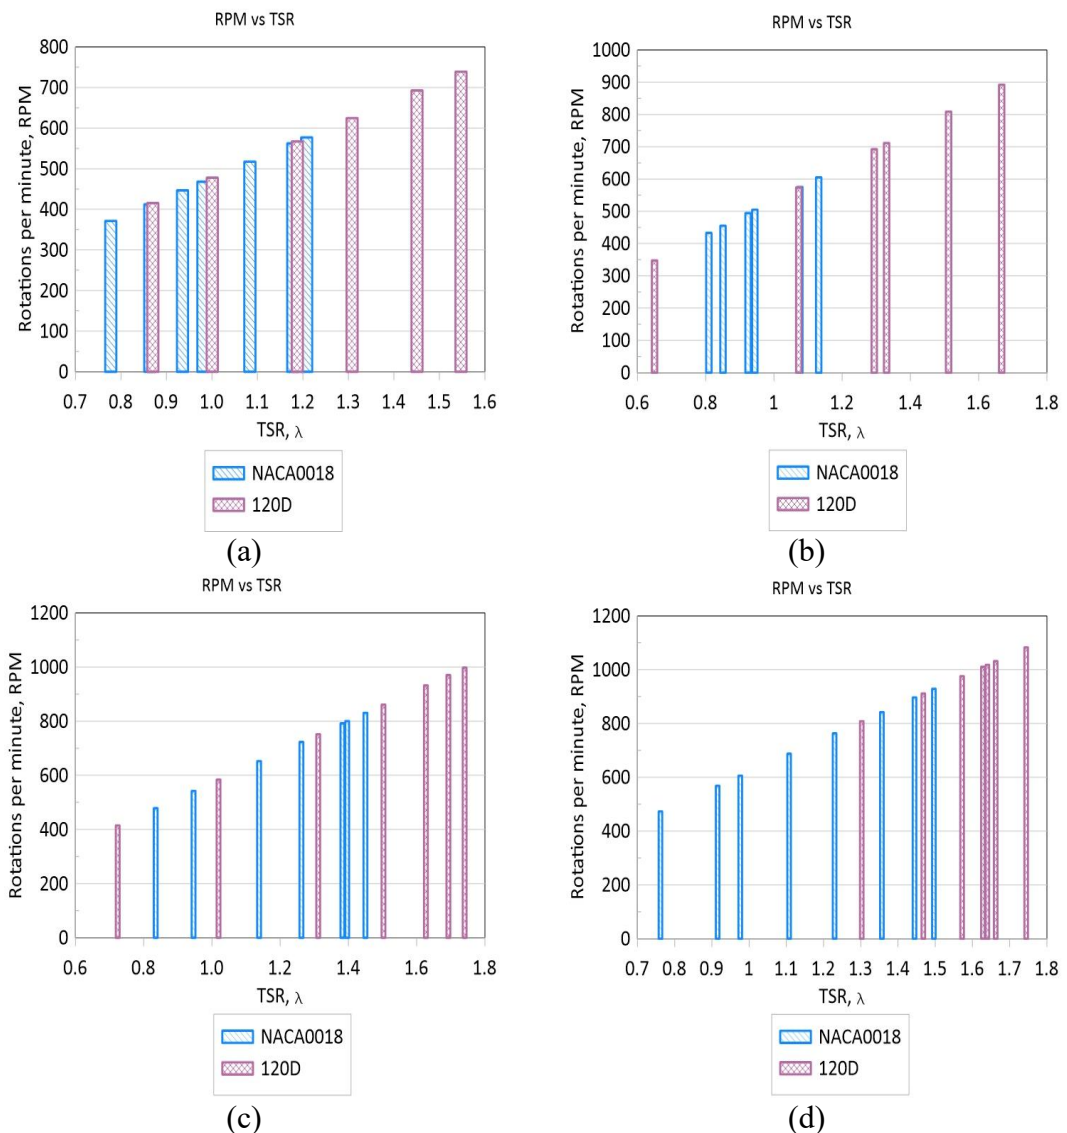 RPM vs TSR
Rotations per minute, RPM
800
700
600
500
400
300
200
100
0
0.7 0.8 0.9 1.0 1.1 1.2 1.3 1.4 1.5 1.6
TSR, λ
NACA0018
120D
(a)
RPM vs TSR
Rotations per minute, RPM
1000
900
800
700
600
500
400
300
200
100
0
0.6 0.8 1 1.2 1.4 1.6 1.8
TSR, λ
NACA0018
120D
(b)
RPM vs TSR
Rotations per minute, RPM
1200
1000
800
600
400
200
0
0.6 0.8 1.0 1.2 1.4 1.6 1.8
TSR, λ
NACA0018
120D
(c)
RPM vs TSR
Rotations per minute, RPM
1200
1000
800
600
400
200
0
0.7 0.8 0.9 1 1.1 1.2 1.3 1.4 1.5 1.6 1.7 1.8
TSR, λ
NACA0018
120D
(d)